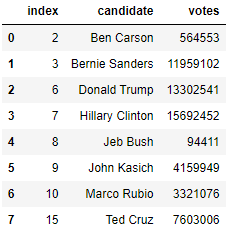 index candidate votes
0 2 Ben Carson 564553
1 3 Bernie Sanders 11959102
2 6 Donald Trump 13302541
3 7 Hillary Clinton 15692452
4 8 Jeb Bush 94411
5 9 John Kasich 4159949
6 10 Marco Rubio 3321076
7 15 Ted Cruz 7603006